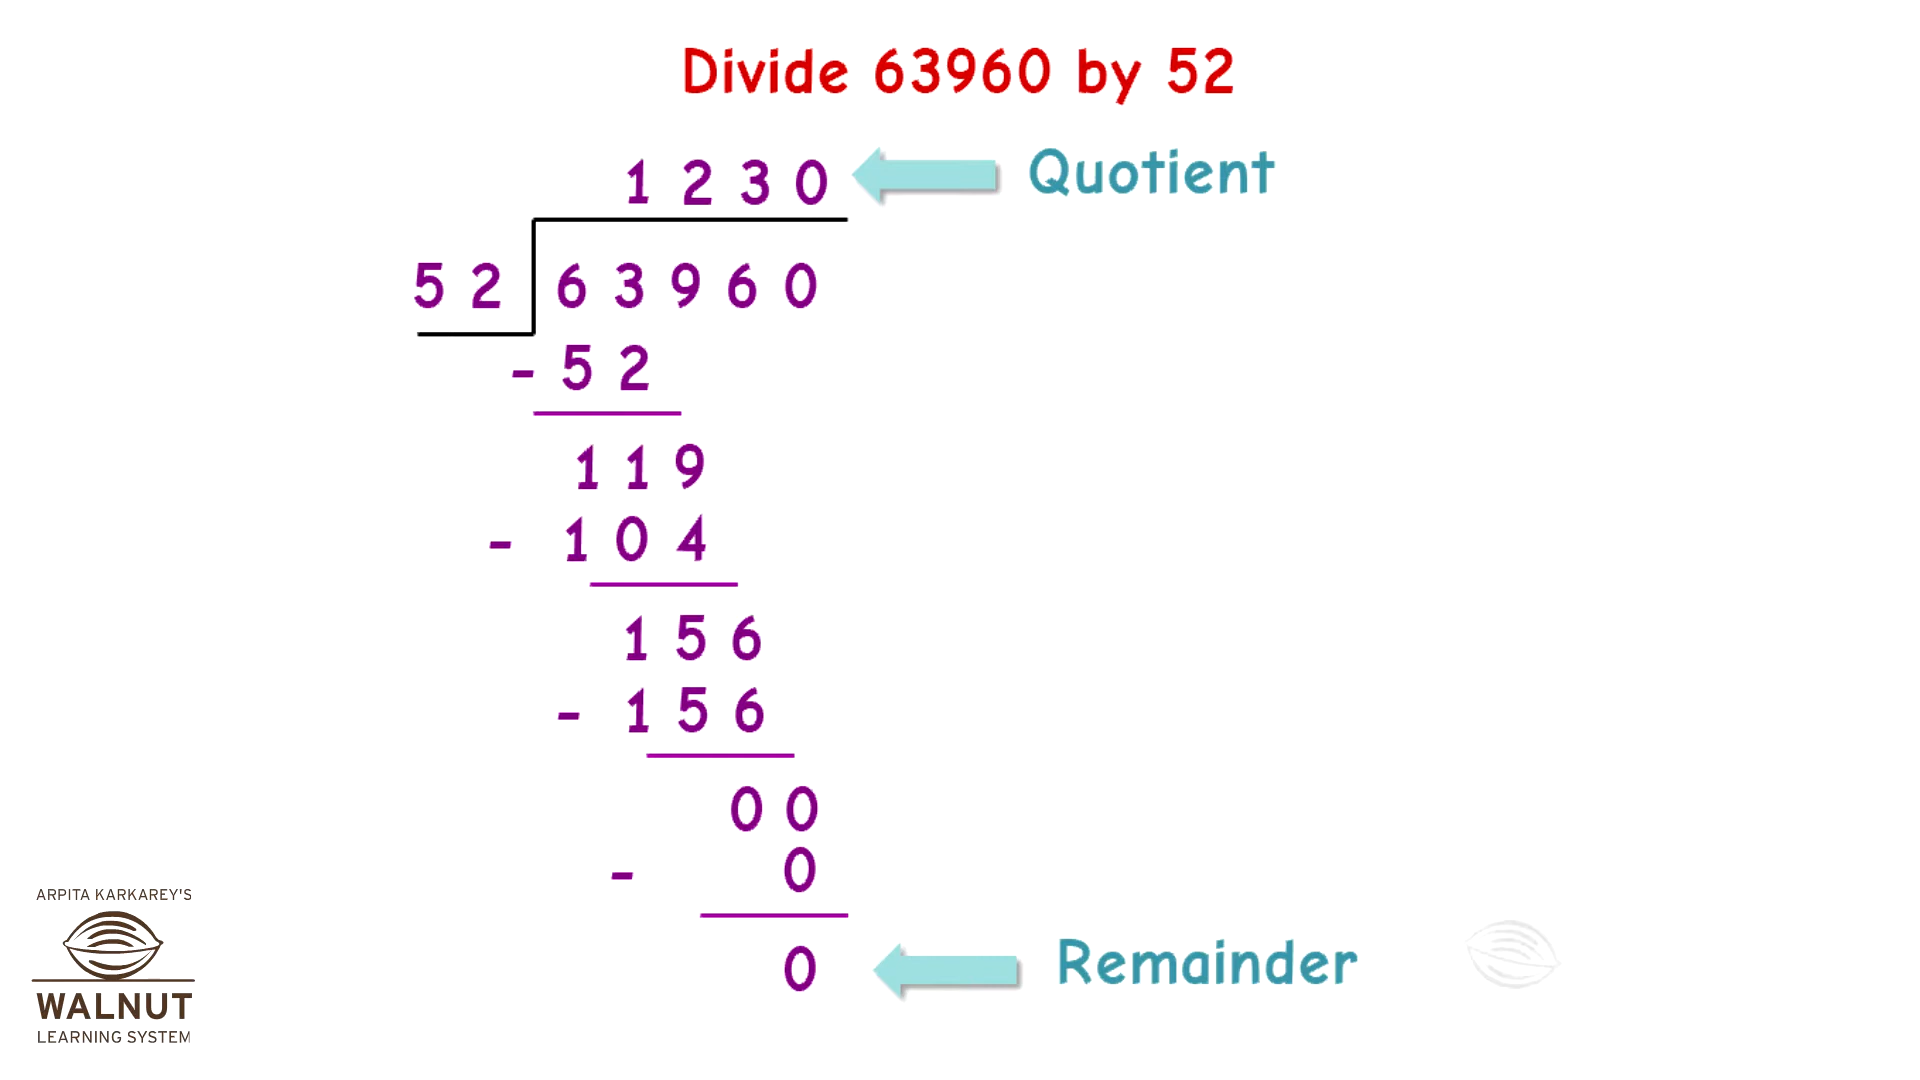 Divide 63960 by 52
1 2 3 0 Quotient
5 2 6 3 9 6 0
- 5 2
1 1 9
- 1 0 4
1 5 6
- 1 5 6
0 0
- 0
0 Remainder
ARPITA KARKAREY'S
WALNUT
LEARNING SYSTEM